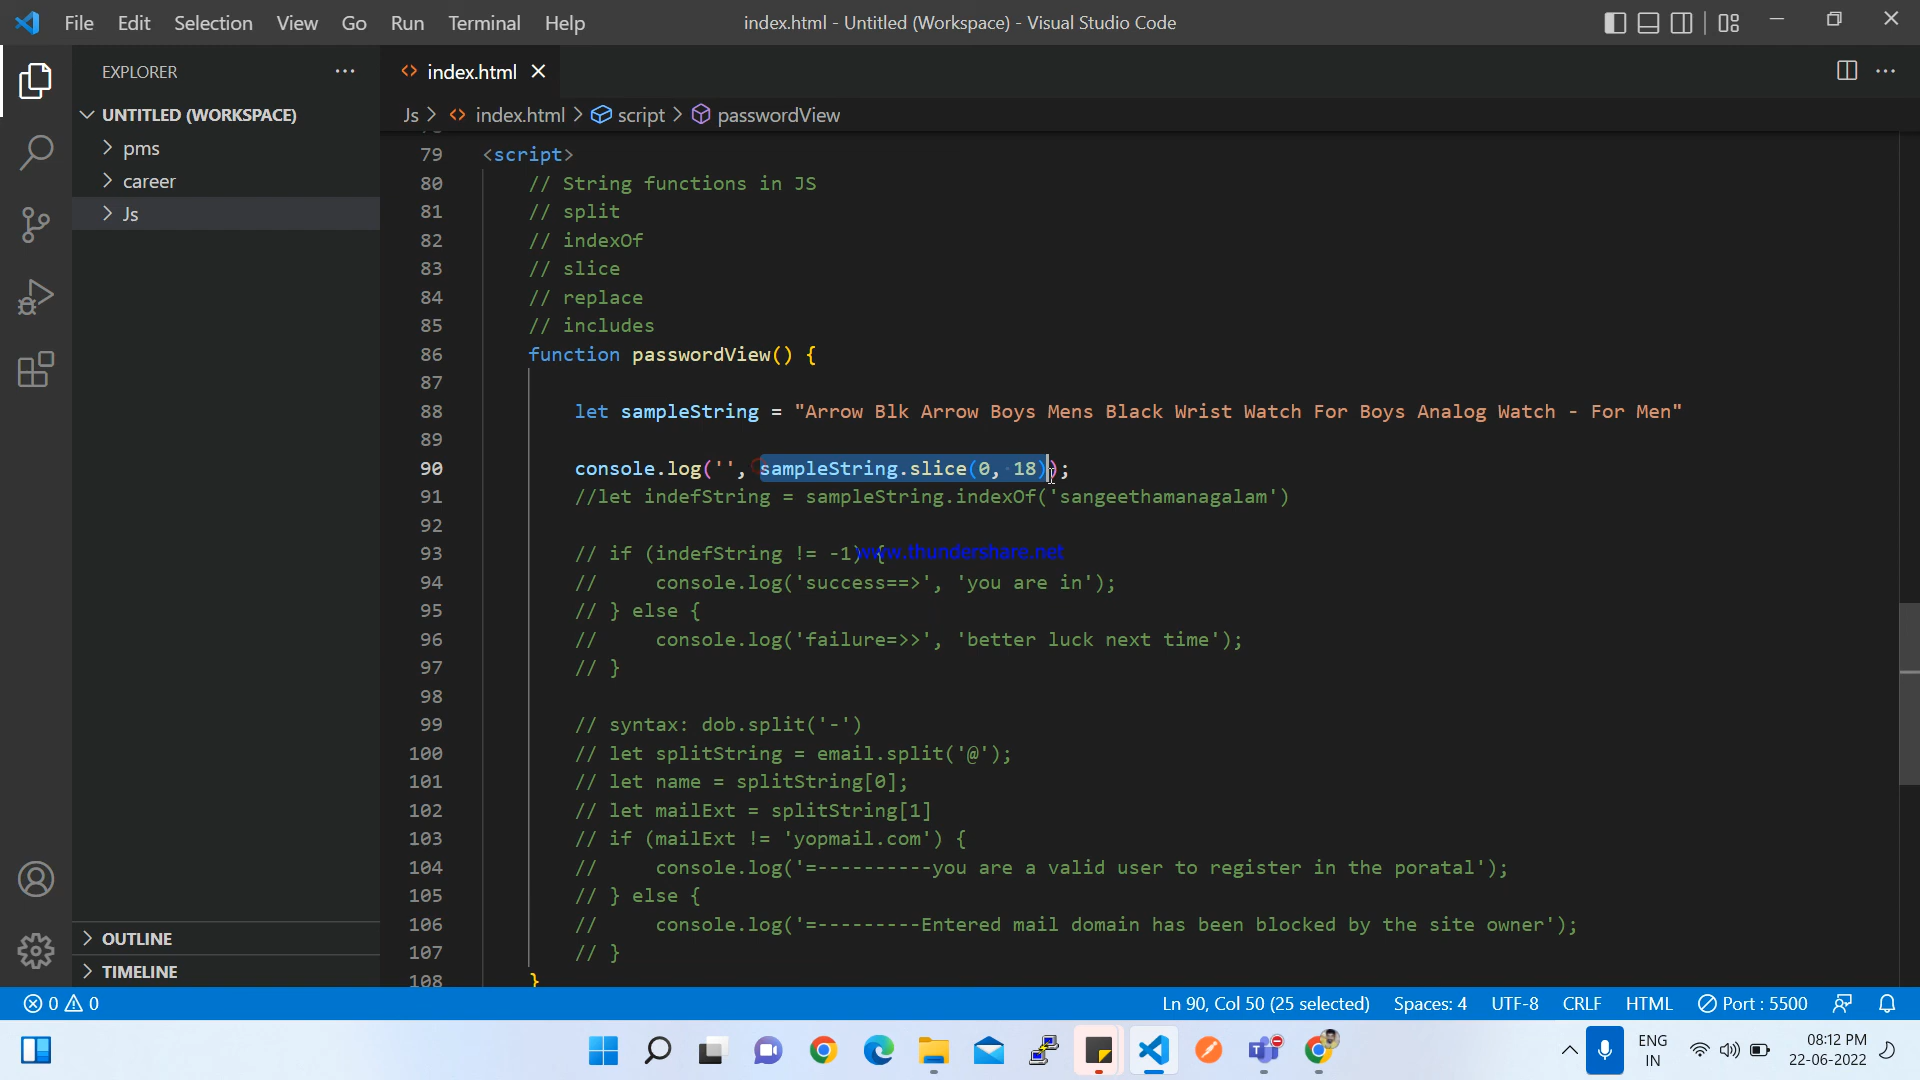 File Edit Selection View Go Run Terminal Help
index.html - Untitled (Workspace) - Visual Studio Code
EXPLORER
index.html
UNTITLED (WORKSPACE)
pms
career
Js
Js > index.html > script > passwordView
79 <script>
80 // String functions in JS
81 // split
82 // indexOf
83 // slice
84 // replace
85 // includes
86 function passwordView() {
87
88 let sampleString = "Arrow Blk Arrow Boys Mens Black Wrist Watch For Boys Analog Watch - For Men"
89
90 console.log('', sampleString.slice(0, 18));
91 //let indefString = sampleString.indexOf('sangeethamanagalam')
92
93 // if (indefString != -1) {
www.thundershare.net
94 // console.log('success==>', 'you are in');
95 // } else {
96 // console.log('failure=>>', 'better luck next time');
97 // }
98
99 // syntax: dob.split('-')
100 // let splitString = email.split('@');
101 // let name = splitString[0];
102 // let mailExt = splitString[1]
103 // if (mailExt != 'yopmail.com') {
104 // console.log('=----------you are a valid user to register in the poratal');
105 // } else {
106 // console.log('=---------Entered mail domain has been blocked by the site owner');
107 // }
108 }
OUTLINE
TIMELINE
0 0
Ln 90, Col 50 (25 selected) Spaces: 4 UTF-8 CRLF HTML Port : 5500
ENG
IN
08:12 PM
22-06-2022